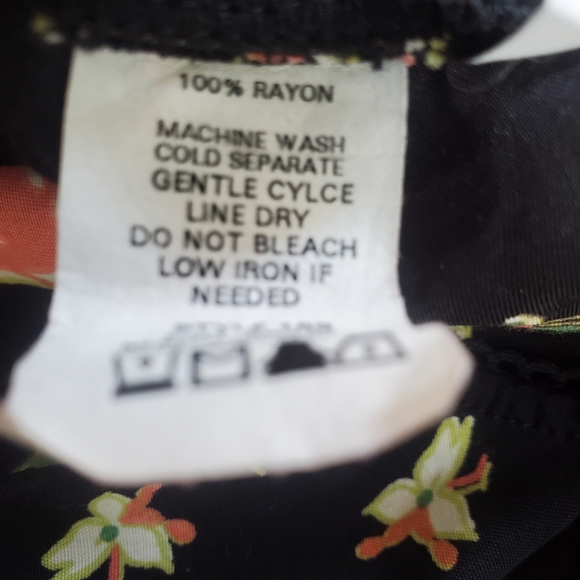 100% RAYON
MACHINE WASH
COLD SEPARATE
GENTLE CYLCE
LINE DRY
DO NOT BLEACH
LOW IRON IF
NEEDED